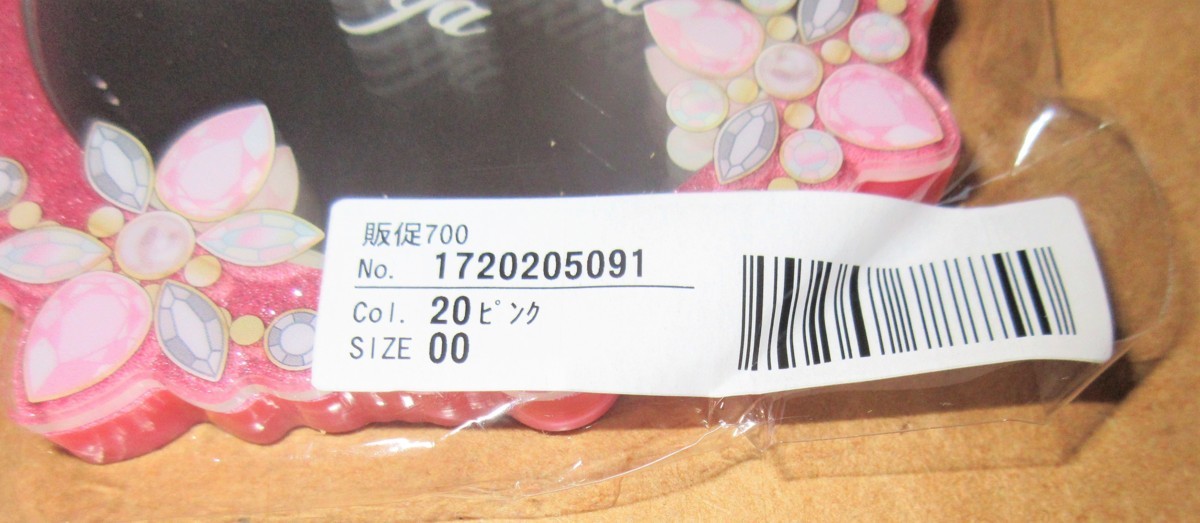 販促700
No. 1720205091
Col. 20ﾋﾟﾝｸ
SIZE 00